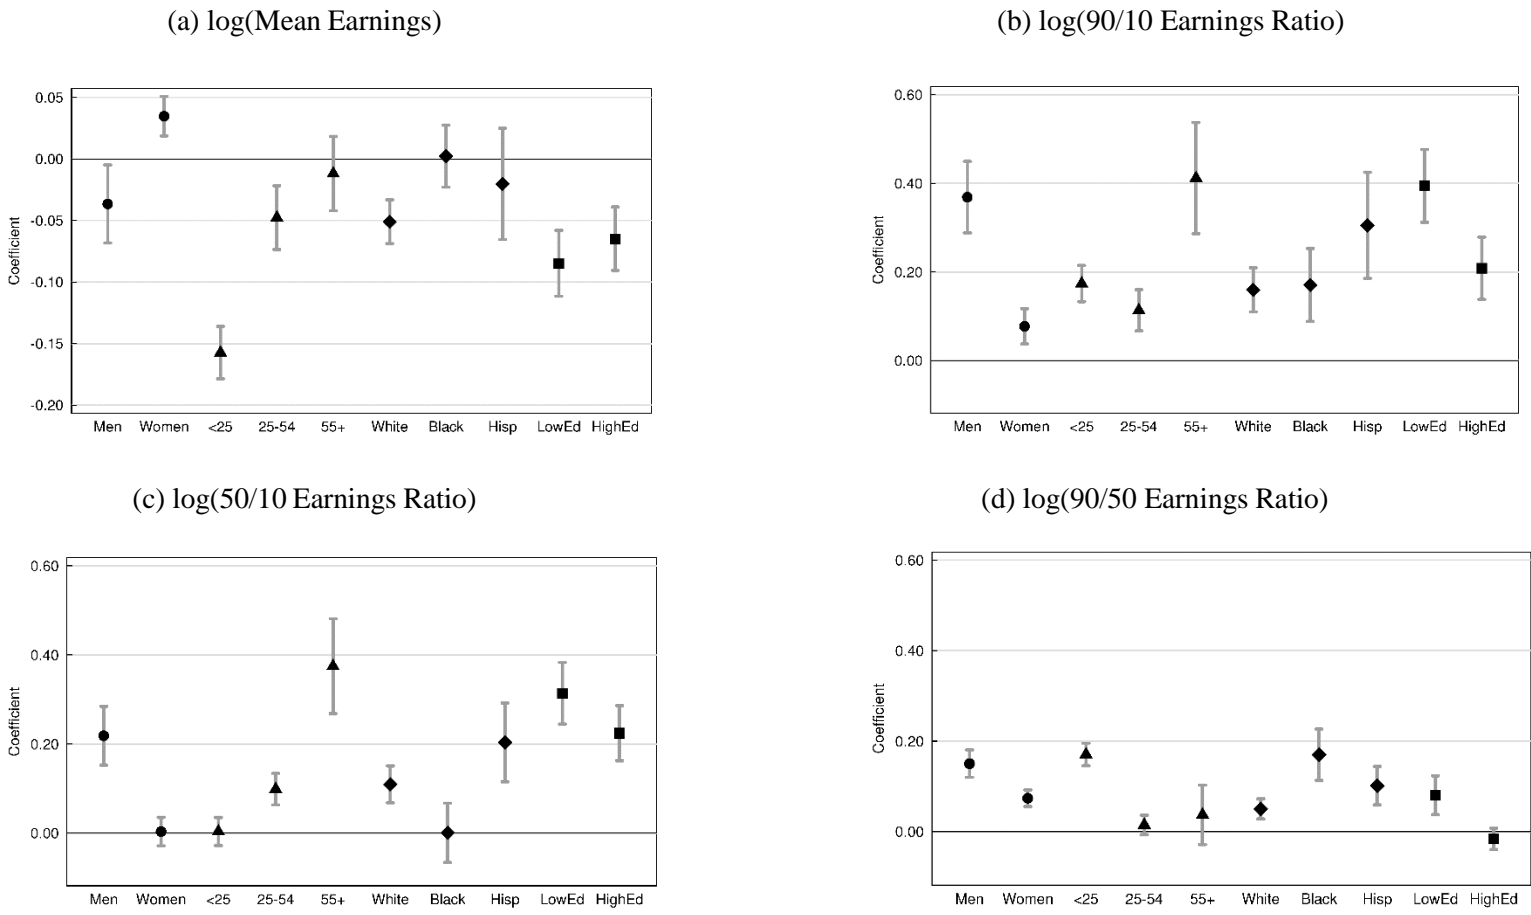 (a) log(Mean Earnings)
0.05
0.00
-0.05
-0.10
-0.15
-0.20
Coefficient
Men Women <25 25-54 55+ White Black Hisp LowEd HighEd
(b) log(90/10 Earnings Ratio)
0.60
0.40
0.20
0.00
Coefficient
Men Women <25 25-54 55+ White Black Hisp LowEd HighEd
(c) log(50/10 Earnings Ratio)
0.60
0.40
0.20
0.00
Coefficient
Men Women <25 25-54 55+ White Black Hisp LowEd HighEd
(d) log(90/50 Earnings Ratio)
0.60
0.40
0.20
0.00
Coefficient
Men Women <25 25-54 55+ White Black Hisp LowEd HighEd